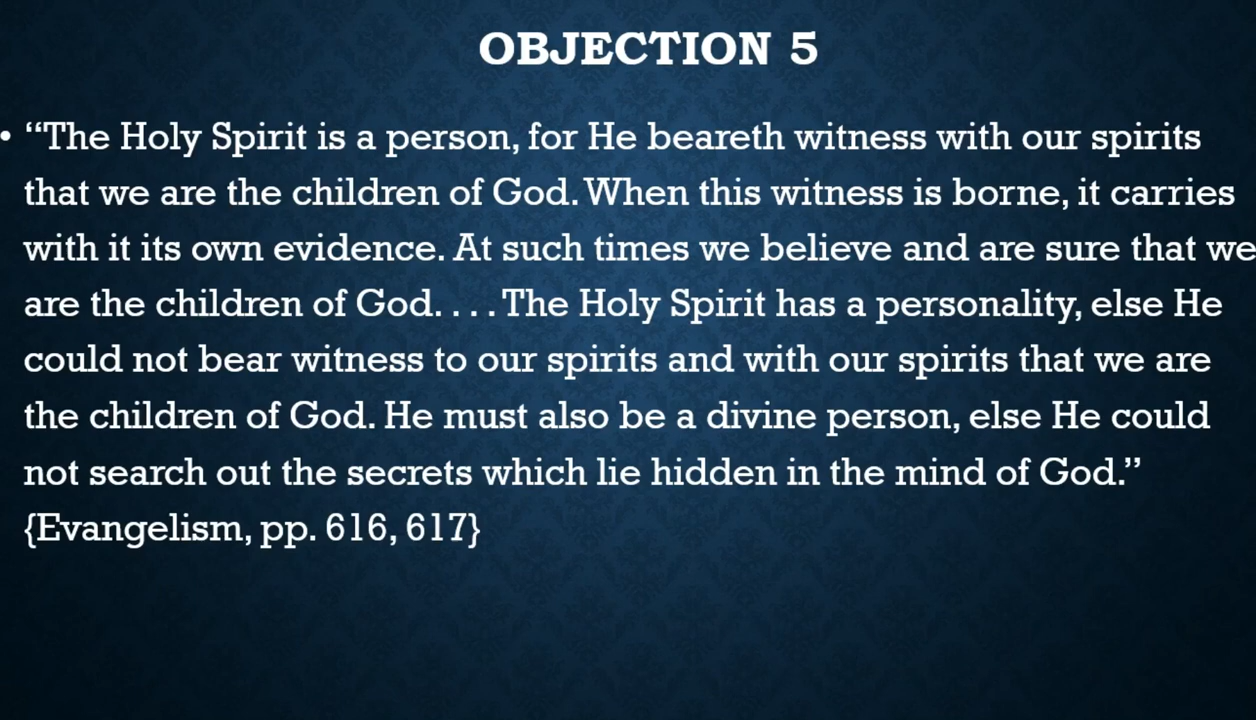 OBJECTION 5
• “The Holy Spirit is a person, for He beareth witness with our spirits
that we are the children of God. When this witness is borne, it carries
with it its own evidence. At such times we believe and are sure that we
are the children of God. . . . The Holy Spirit has a personality, else He
could not bear witness to our spirits and with our spirits that we are
the children of God. He must also be a divine person, else He could
not search out the secrets which lie hidden in the mind of God.”
{Evangelism, pp. 616, 617}